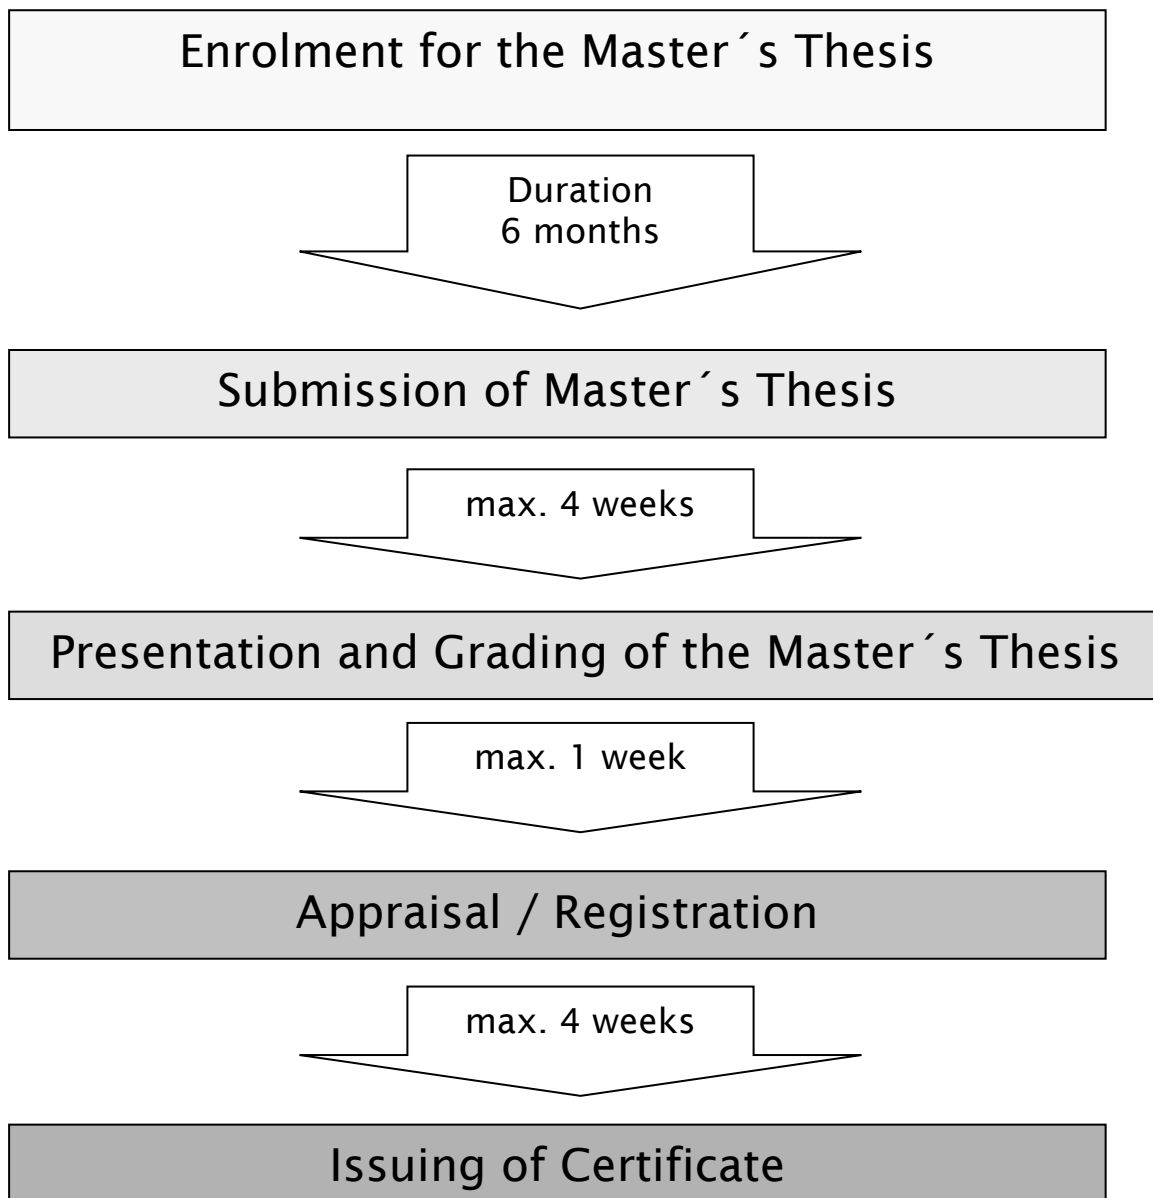 Enrolment for the Master´s Thesis
Duration
6 months
Submission of Master´s Thesis
max. 4 weeks
Presentation and Grading of the Master´s Thesis
max. 1 week
Appraisal / Registration
max. 4 weeks
Issuing of Certificate